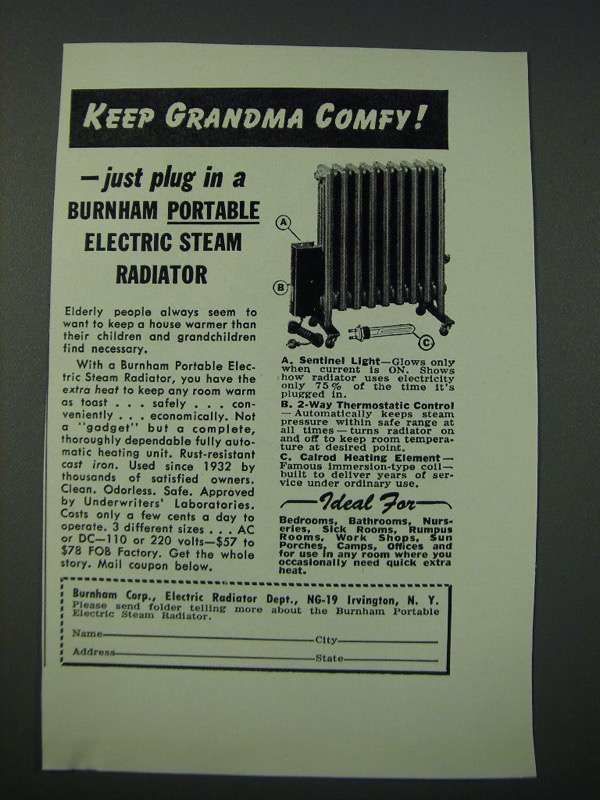 KEEP GRANDMA COMFY!
—just plug in a
BURNHAM PORTABLE
ELECTRIC STEAM
RADIATOR
Elderly people always seem to
want to keep a house warmer than
their children and grandchildren
find necessary.
With a Burnham Portable Elec-
tric Steam Radiator, you have the
extra heat to keep any room warm
as toast . . . safely . . . con-
veniently . . . economically. Not
a "gadget" but a complete,
thoroughly dependable fully auto-
matic heating unit. Rust-resistant
cast iron. Used since 1932 by
thousands of satisfied owners.
Clean. Odorless. Safe. Approved
by Underwriters' Laboratories.
Costs only a few cents a day to
operate. 3 different sizes . . . AC
or DC—110 or 220 volts—$57 to
$78 FOB Factory. Get the whole
story. Mail coupon below.
A
B
C
A. Sentinel Light—Glows only
when current is ON. Shows
how radiator uses electricity
only 75% of the time it's
plugged in.
B. 2-Way Thermostatic Control
—Automatically keeps steam
pressure within safe range at
all times—turns radiator on
and off to keep room tempera-
ture at desired point.
C. Calrod Heating Element—
Famous immersion-type coil—
built to deliver years of ser-
vice under ordinary use.
Ideal For
Bedrooms, Bathrooms, Nurs-
eries, Sick Rooms, Rumpus
Rooms, Work Shops, Sun
Porches, Camps, Offices and
for use in any room where you
occasionally need quick extra
heat.
Burnham Corp., Electric Radiator Dept., NG-19 Irvington, N. Y.
Please send folder telling more about the Burnham Portable
Electric Steam Radiator.
Name City
Address State